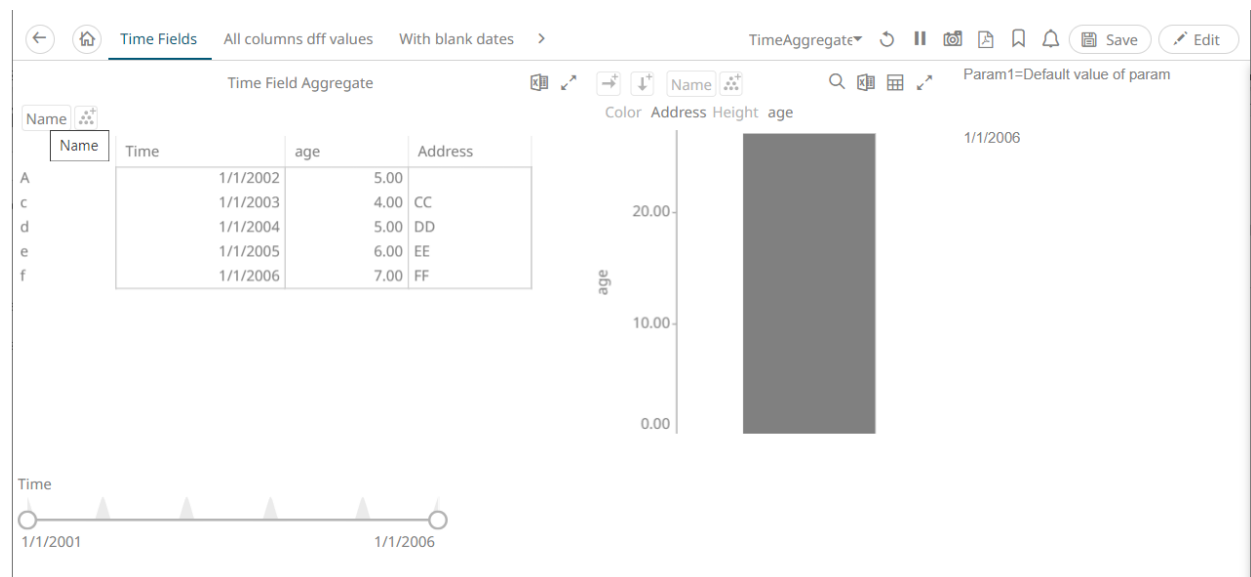 Time Fields All columns dff values With blank dates TimeAggregate Save Edit
Time Field Aggregate
Name
Name
Time age Address
A 1/1/2002 5.00
c 1/1/2003 4.00 CC
d 1/1/2004 5.00 DD
e 1/1/2005 6.00 EE
f 1/1/2006 7.00 FF
Time
1/1/2001 1/1/2006
Name
Color Address Height age
20.00
10.00
0.00
age
Param1=Default value of param
1/1/2006